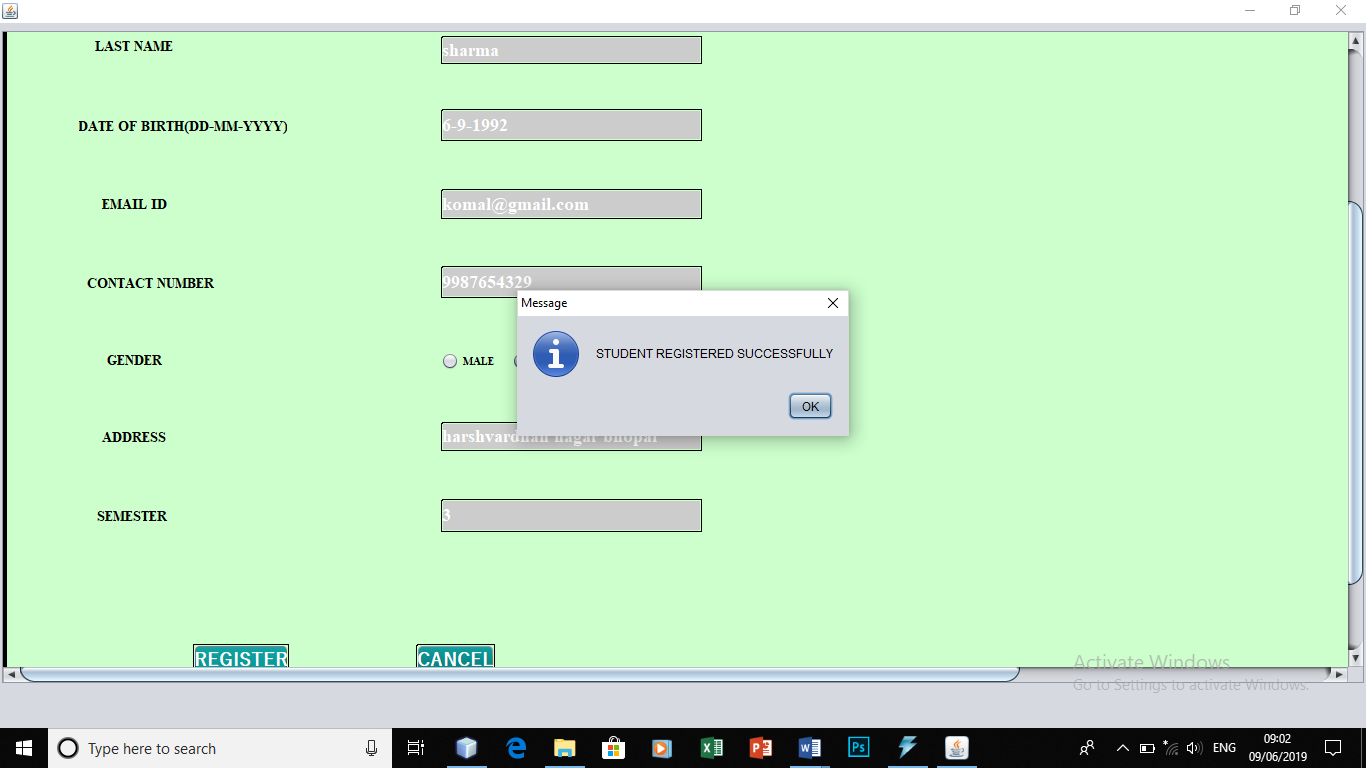 LAST NAME
sharma
DATE OF BIRTH(DD-MM-YYYY)
6-9-1992
EMAIL ID
komal@gmail.com
CONTACT NUMBER
9987654329
Message
STUDENT REGISTERED SUCCESSFULLY
OK
GENDER
MALE
ADDRESS
harshvardhan nagar bhopal
SEMESTER
3
REGISTER
CANCEL
Activate Windows
Go to Settings to activate Windows.
Type here to search
Ps
ENG
09:02
09/06/2019